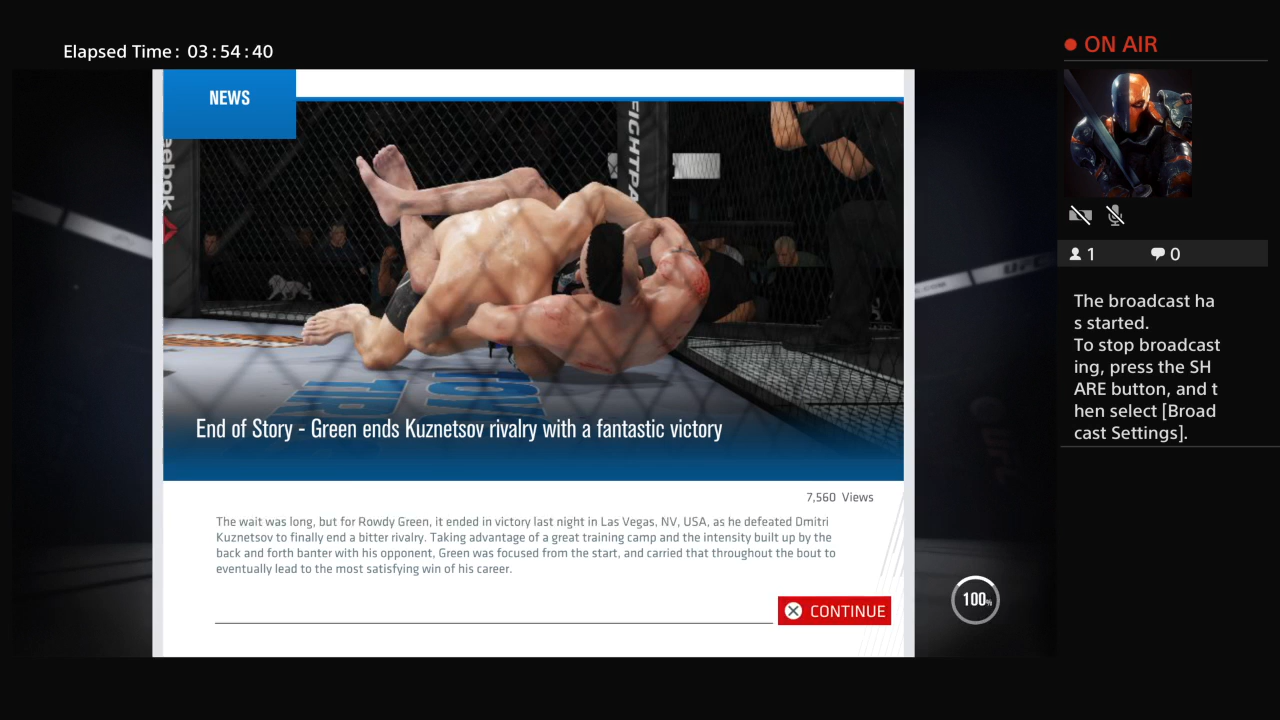 Elapsed Time : 03 : 54 : 40
ON AIR
NEWS
FIGHTPA
ebok
UFC
End of Story - Green ends Kuznetsov rivalry with a fantastic victory
7,560 Views
The wait was long, but for Rowdy Green, it ended in victory last night in Las Vegas, NV, USA, as he defeated Dmitri
Kuznetsov to finally end a bitter rivalry. Taking advantage of a great training camp and the intensity built up by the
back and forth banter with his opponent, Green was focused from the start, and carried that throughout the bout to
eventually lead to the most satisfying win of his career.
CONTINUE
100%
1
0
The broadcast ha
s started.
To stop broadcast
ing, press the SH
ARE button, and t
hen select [Broad
cast Settings].